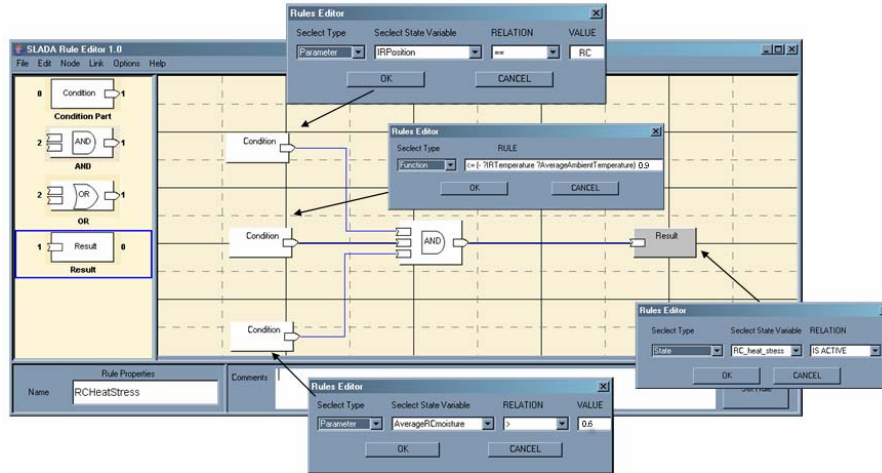 Rules Editor
Seclect Type Seclect State Variable RELATION VALUE
Parameter IRPosition == RC
OK CANCEL
SLADA Rule Editor 1.0
File Edit Node Link Options Help
0 Condition 1
Condition Part
2 AND 1
AND
2 OR 1
OR
1 Result 0
Result
Condition
Rules Editor
Seclect Type RULE
Function <= (- ?IRTemperature ?AverageAmbientTemperature) 0.9
OK CANCEL
Condition
AND
Result
Condition
Rules Editor
Seclect Type Seclect State Variable RELATION
State RC_heat_stress IS ACTIVE
OK CANCEL
Rule Properties
Name RCHeatStress
Comments
Rules Editor
Seclect Type Seclect State Variable RELATION VALUE
Parameter AverageRCmoisture > 0.6
OK CANCEL